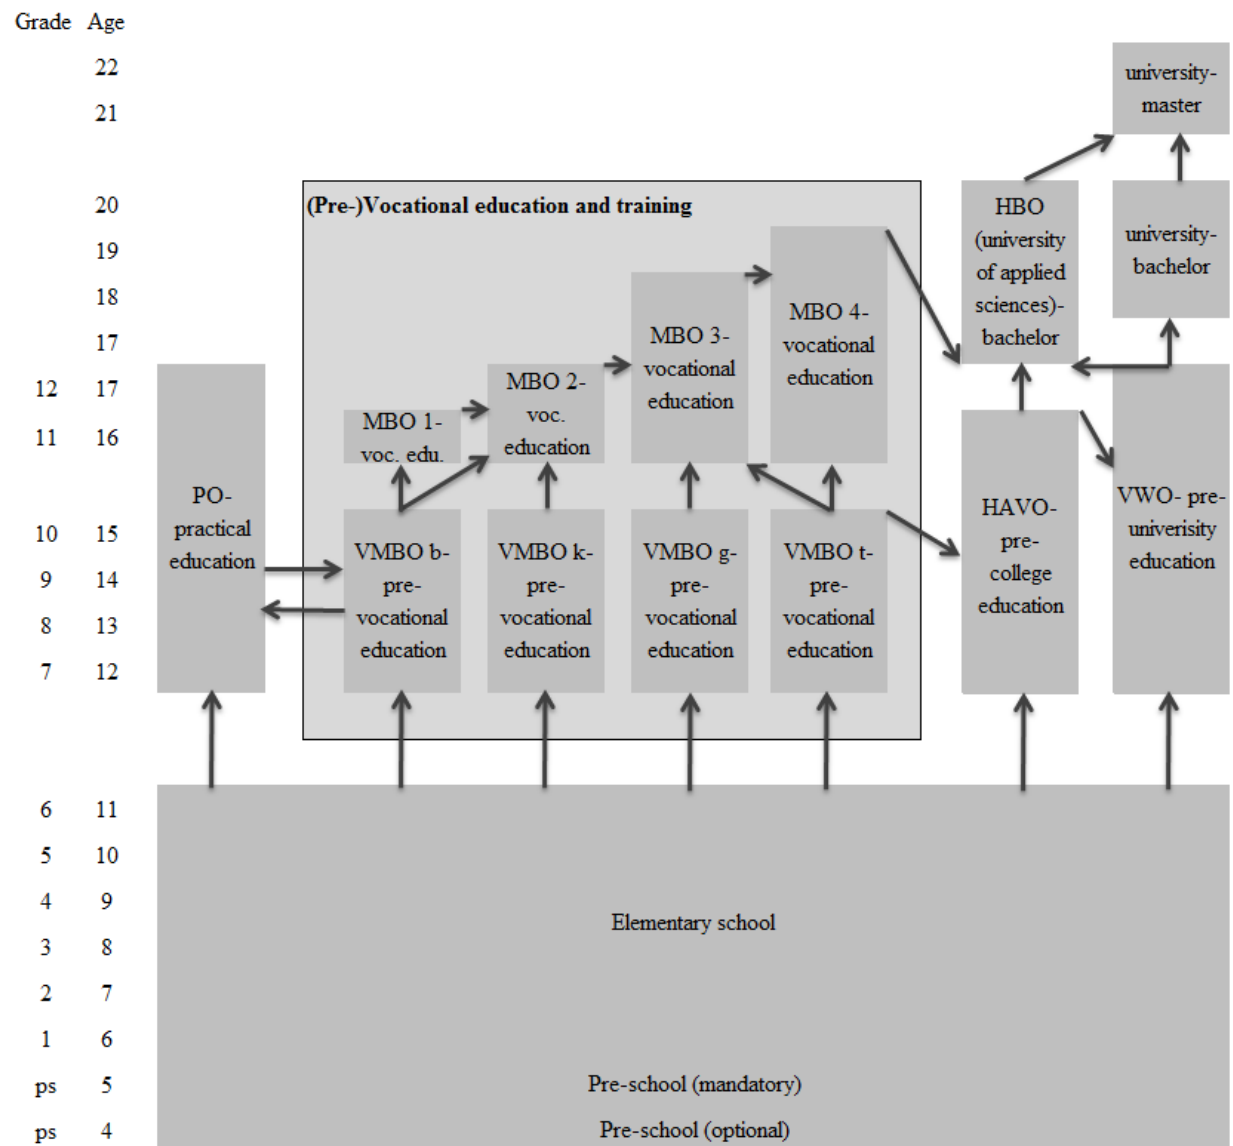 Grade Age
22
21
20
19
18
17
12 17
11 16
10 15
9 14
8 13
7 12
6 11
5 10
4 9
3 8
2 7
1 6
ps 5
ps 4
university-
master
(Pre-)Vocational education and training
HBO
(university
of applied
sciences)-
bachelor
university-
bachelor
MBO 1-
voc. edu.
MBO 2-
voc.
education
MBO 3-
vocational
education
MBO 4-
vocational
education
PO-
practical
education
VMBO b-
pre-
vocational
education
VMBO k-
pre-
vocational
education
VMBO g-
pre-
vocational
education
VMBO t-
pre-
vocational
education
HAVO-
pre-
college
education
VWO- pre-
univerisity
education
Elementary school
Pre-school (mandatory)
Pre-school (optional)